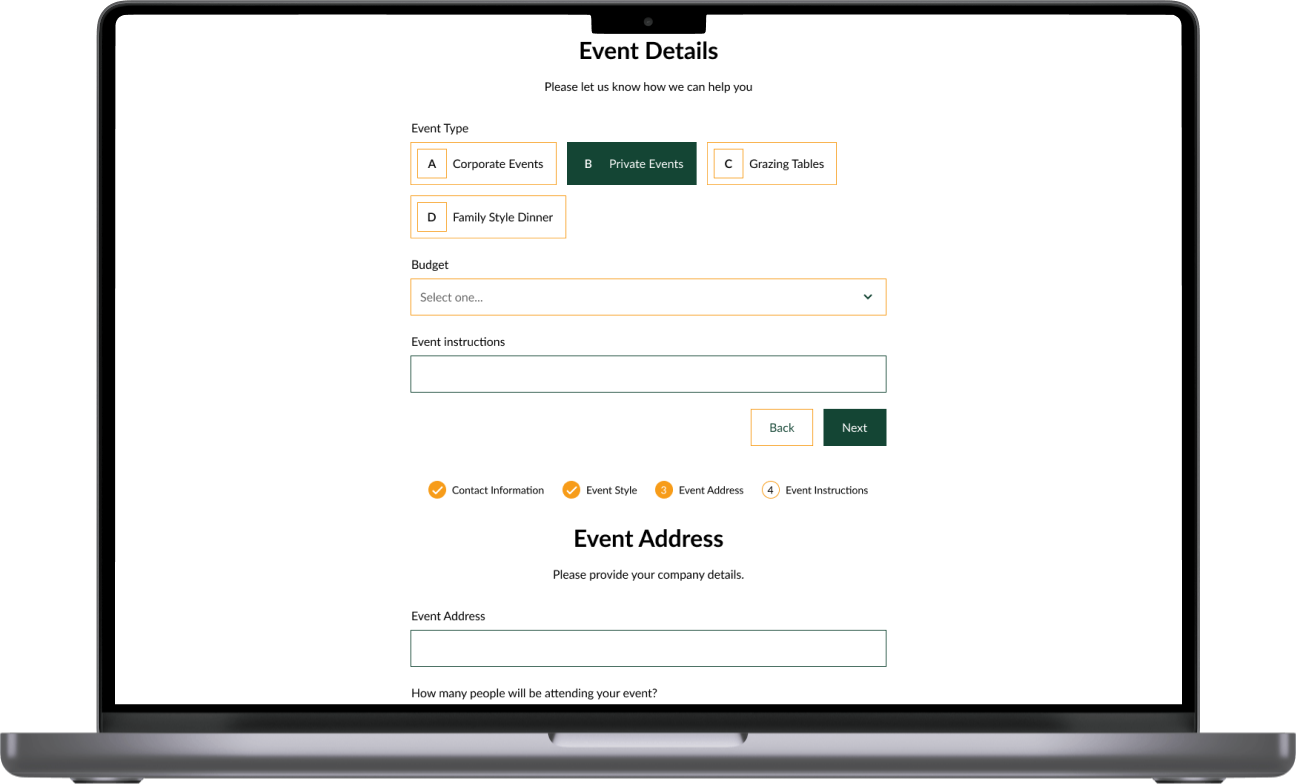 Event Details
Please let us know how we can help you
Event Type
A Corporate Events B Private Events C Grazing Tables
D Family Style Dinner
Budget
Select one...
Event instructions
Back Next
Contact Information Event Style 3 Event Address 4 Event Instructions
Event Address
Please provide your company details.
Event Address
How many people will be attending your event?